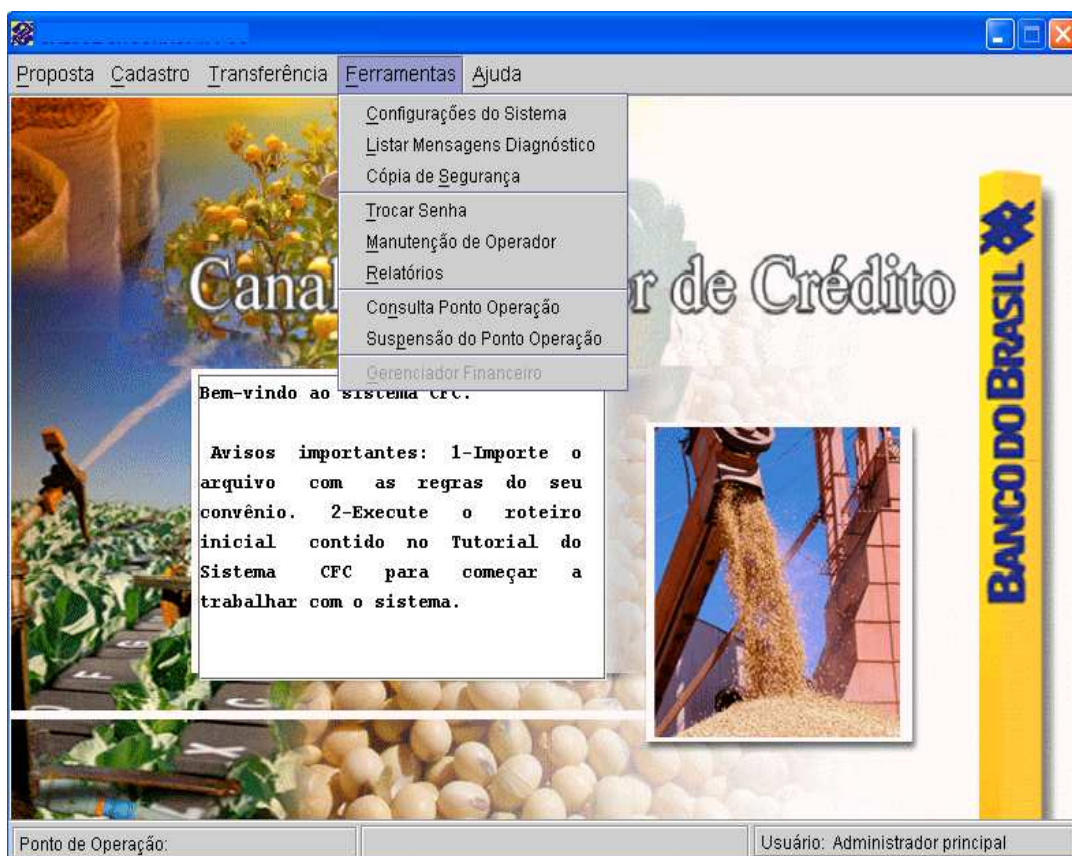 Proposta Cadastro Transferência Ferramentas Ajuda
Configurações do Sistema
Listar Mensagens Diagnóstico
Cópia de Segurança
Trocar Senha
Manutenção de Operador
Relatórios
Consulta Ponto Operação
Suspensão do Ponto Operação
Gerenciador Financeiro
Canal r de Crédito
BANCO DO BRASIL
Bem-vindo ao sistema CFC.
Avisos importantes: 1-Importe o
arquivo com as regras do seu
convênio. 2-Execute o roteiro
inicial contido no Tutorial do
Sistema CFC para começar a
trabalhar com o sistema.
Ponto de Operação:
Usuário: Administrador principal